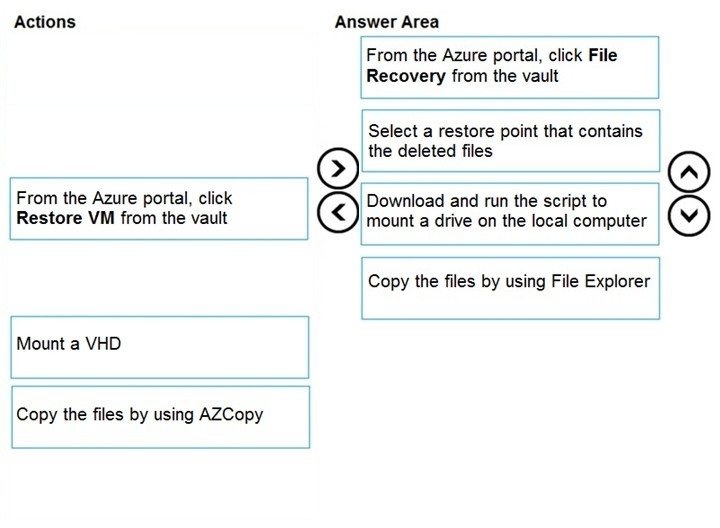 Actions
Answer Area
From the Azure portal, click File
Recovery from the vault
Select a restore point that contains
the deleted files
From the Azure portal, click
Restore VM from the vault
Download and run the script to
mount a drive on the local computer
Copy the files by using File Explorer
Mount a VHD
Copy the files by using AZCopy